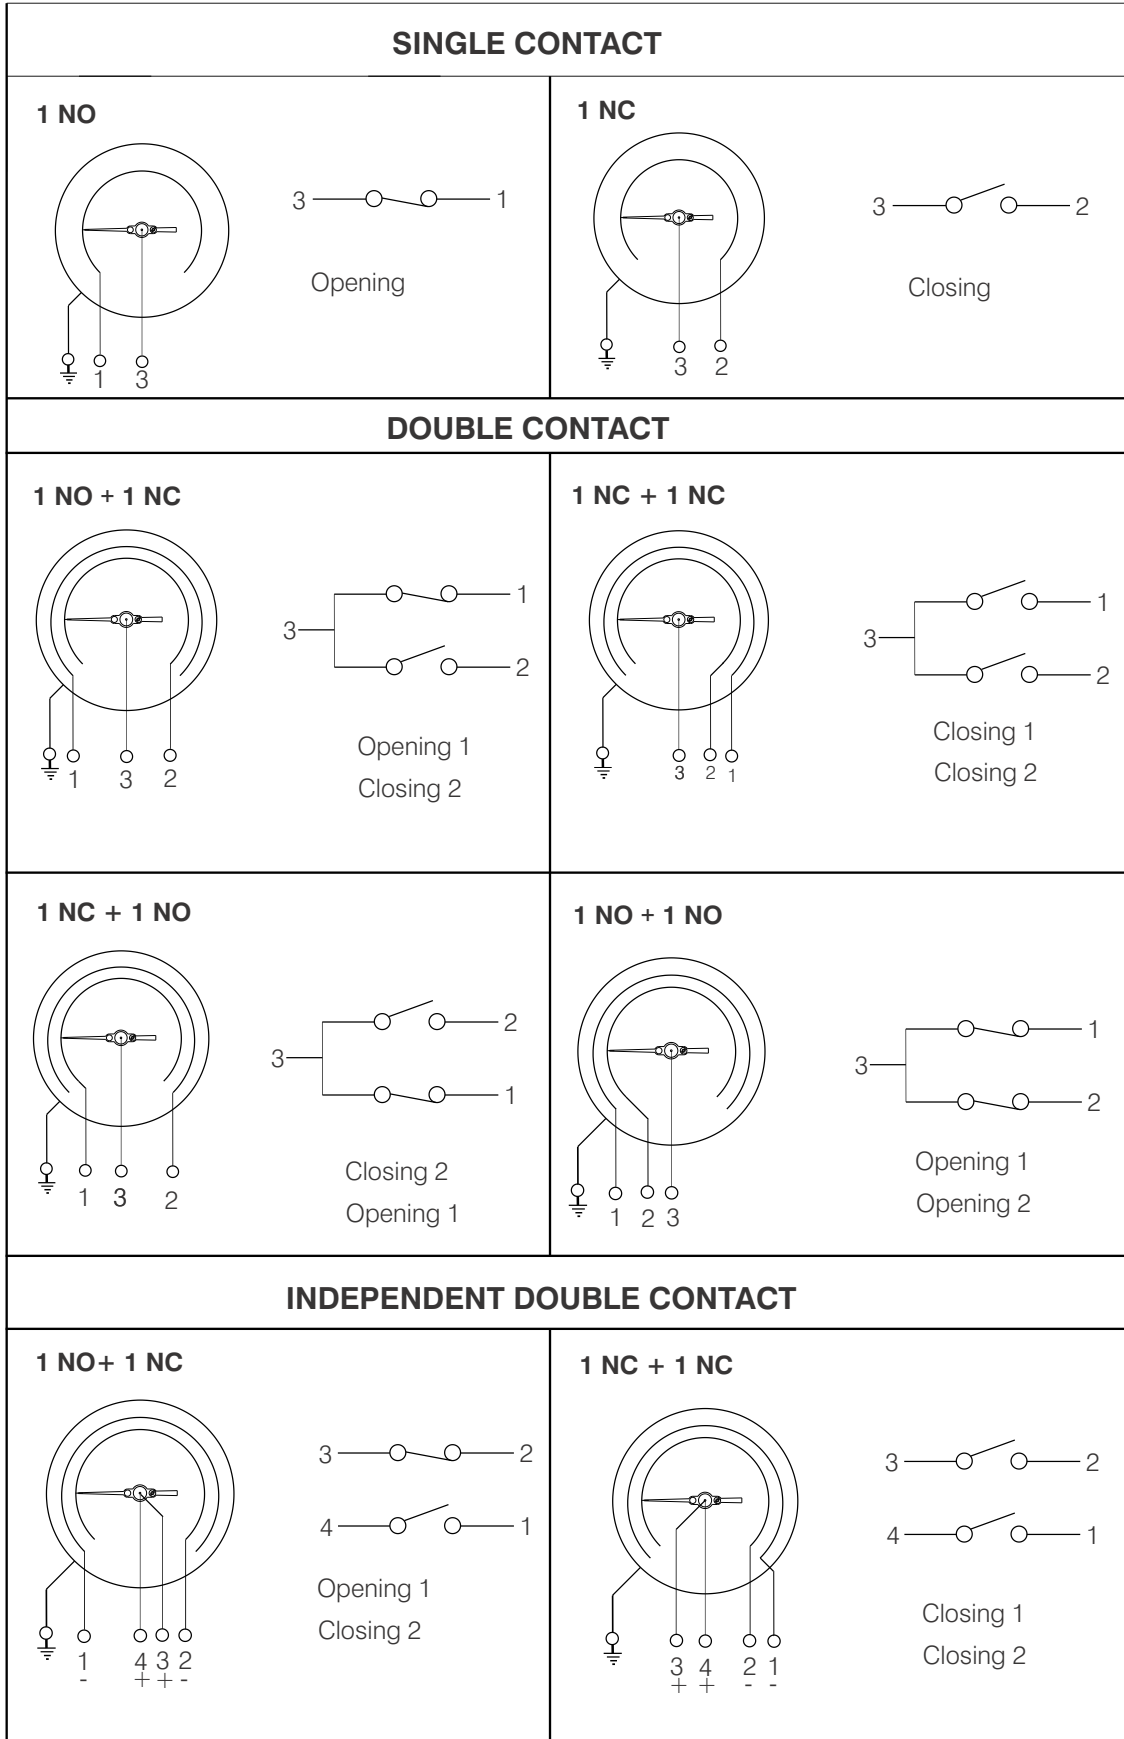 SINGLE CONTACT
1 NO
3 1
Opening
1 3
1 NC
3 2
Closing
3 2
DOUBLE CONTACT
1 NO + 1 NC
1
3
2
Opening 1
Closing 2
1 3 2
1 NC + 1 NC
1
3
2
Closing 1
Closing 2
3 2 1
1 NC + 1 NO
2
3
1
Closing 2
Opening 1
1 3 2
1 NO + 1 NO
1
3
2
Opening 1
Opening 2
1 2 3
INDEPENDENT DOUBLE CONTACT
1 NO+ 1 NC
3 2
4 1
Opening 1
Closing 2
1 4 3 2
- + + -
1 NC + 1 NC
3 2
4 1
Closing 1
Closing 2
3 4 2 1
+ + - -